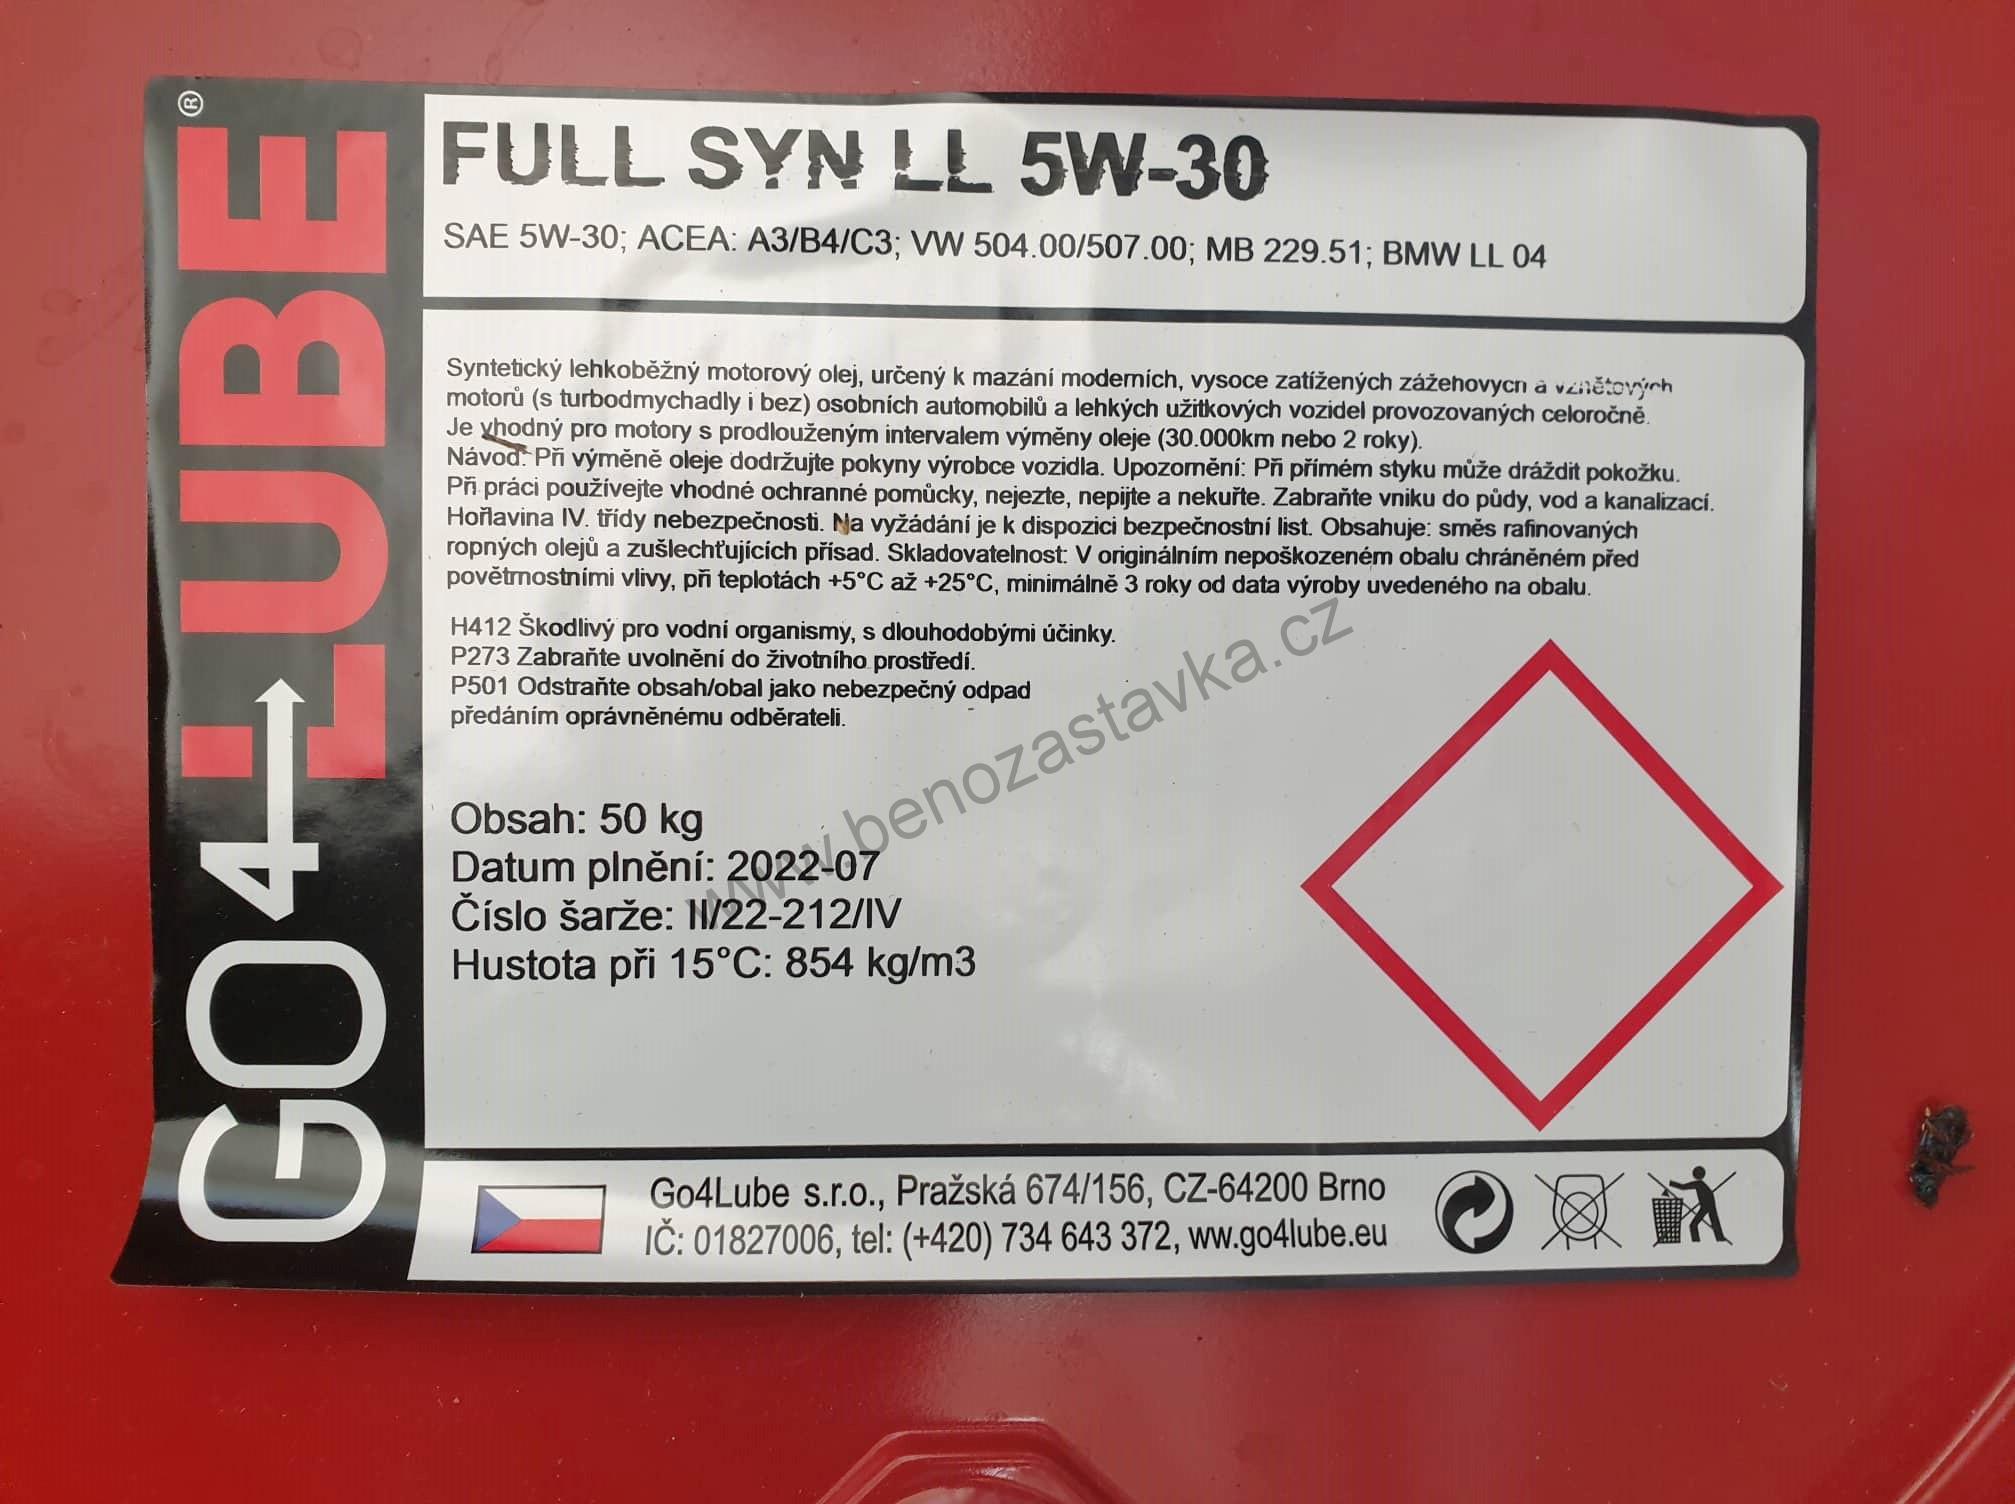 GO4LUBE®
FULL SYN LL 5W-30
SAE 5W-30; ACEA: A3/B4/C3; VW 504.00/507.00; MB 229.51; BMW LL 04
Syntetický lehkoběžný motorový olej, určený k mazání moderních, vysoce zatížených zážehových a vznětových
motorů (s turbodmychadly i bez) osobních automobilů a lehkých užitkových vozidel provozovaných celoročně.
Je vhodný pro motory s prodlouženým intervalem výměny oleje (30.000km nebo 2 roky).
Návod: Při výměně oleje dodržujte pokyny výrobce vozidla. Upozornění: Při přímém styku může dráždit pokožku.
Při práci používejte vhodné ochranné pomůcky, nejezte, nepijte a nekuřte. Zabraňte vniku do půdy, vod a kanalizací.
Hořlavina IV. třídy nebezpečnosti. Na vyžádání je k dispozici bezpečnostní list. Obsahuje: směs rafinovaných
ropných olejů a zušlechťujících přísad. Skladovatelnost: V originálním nepoškozeném obalu chráněném před
povětrnostními vlivy, při teplotách +5°C až +25°C, minimálně 3 roky od data výroby uvedeného na obalu.
H412 Škodlivý pro vodní organismy, s dlouhodobými účinky.
P273 Zabraňte uvolnění do životního prostředí.
P501 Odstraňte obsah/obal jako nebezpečný odpad
předáním oprávněnému odběrateli.
www.benozastavka.cz
Obsah: 50 kg
Datum plnění: 2022-07
Číslo šarže: II/22-212/IV
Hustota při 15°C: 854 kg/m3
Go4Lube s.r.o., Pražská 674/156, CZ-64200 Brno
IČ: 01827006, tel: (+420) 734 643 372, ww.go4lube.eu